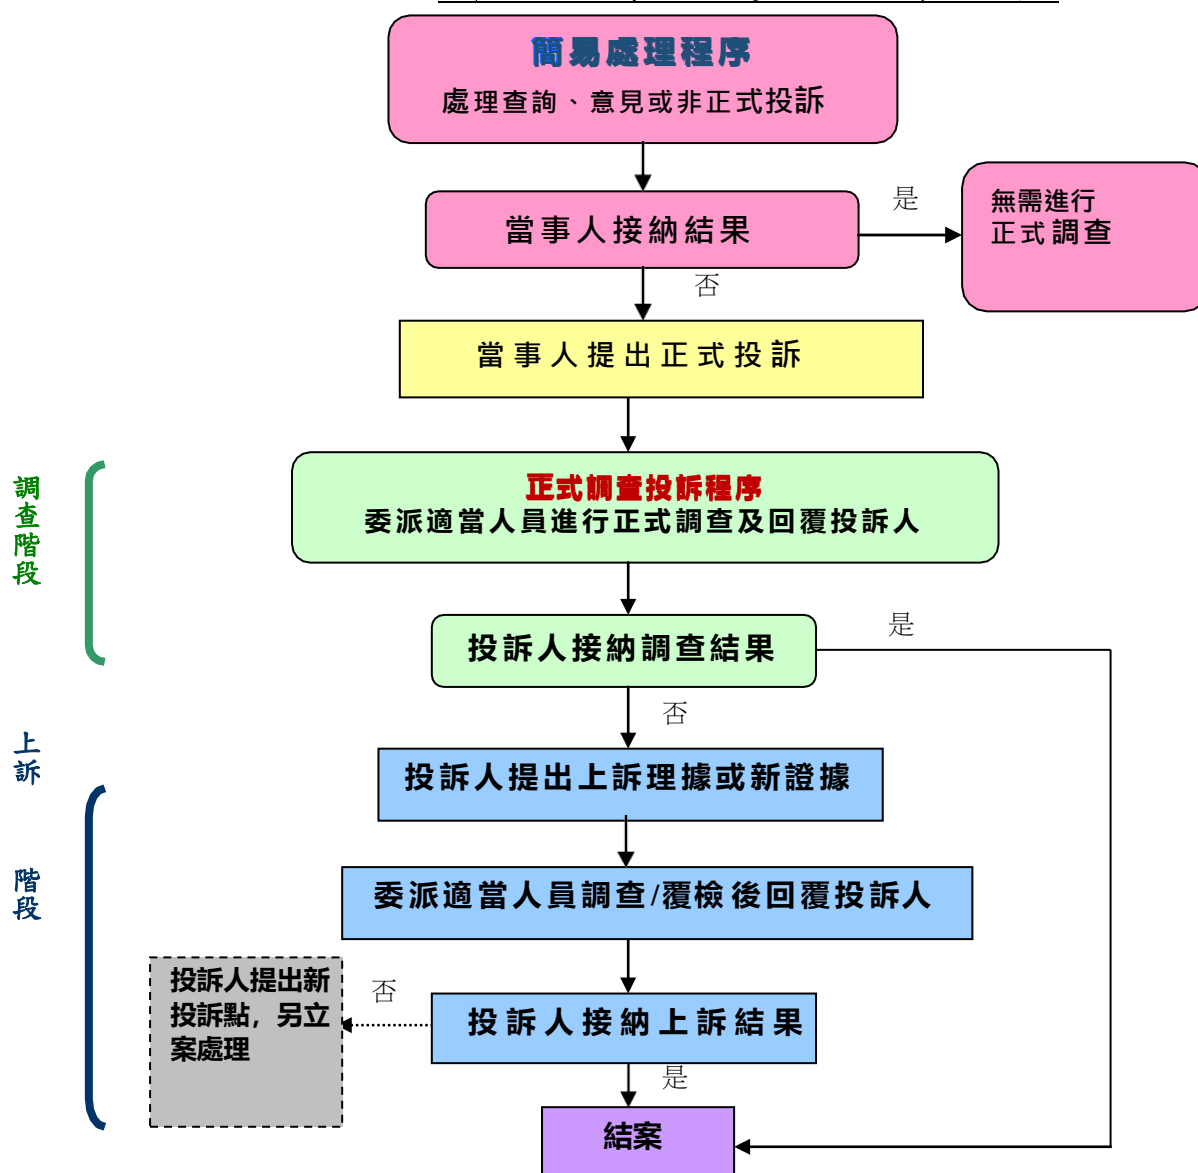 簡易處理程序
處理查詢、意見或非正式投訴
當事人接納結果
是
無需進行
正式調查
否
當事人提出正式投訴
調查階段
正式調查投訴程序
委派適當人員進行正式調查及回覆投訴人
投訴人接納調查結果
是
否
上訴
階段
投訴人提出上訴理據或新證據
委派適當人員調查/覆檢後回覆投訴人
投訴人提出新
投訴點，另立
案處理
否
投訴人接納上訴結果
是
結案